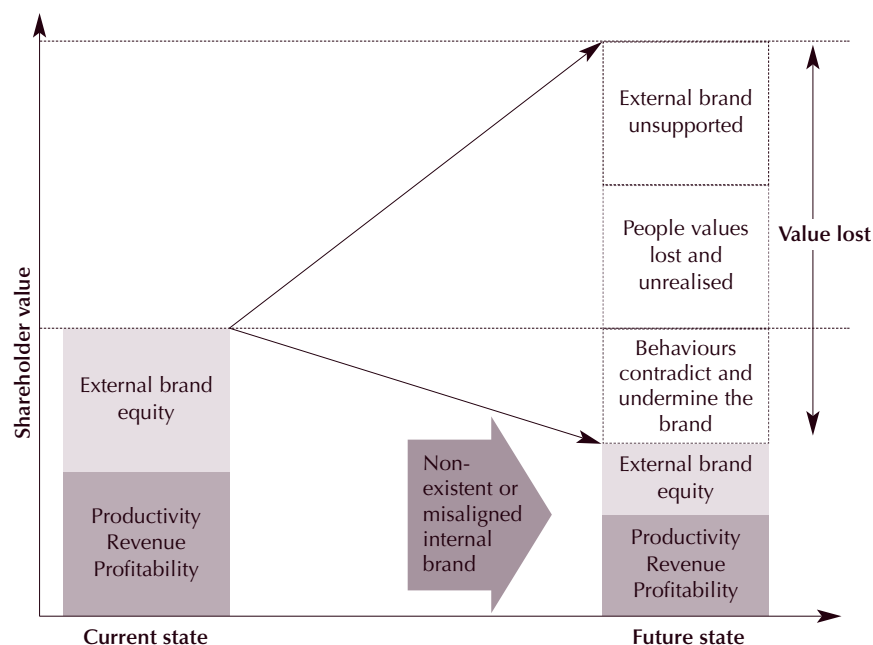 Shareholder value
External brand
equity
Productivity
Revenue
Profitability
Current state
Non-
existent or
misaligned
internal
brand
External brand
unsupported
People values
lost and
unrealised
Behaviours
contradict and
undermine the
brand
External brand
equity
Productivity
Revenue
Profitability
Future state
Value lost